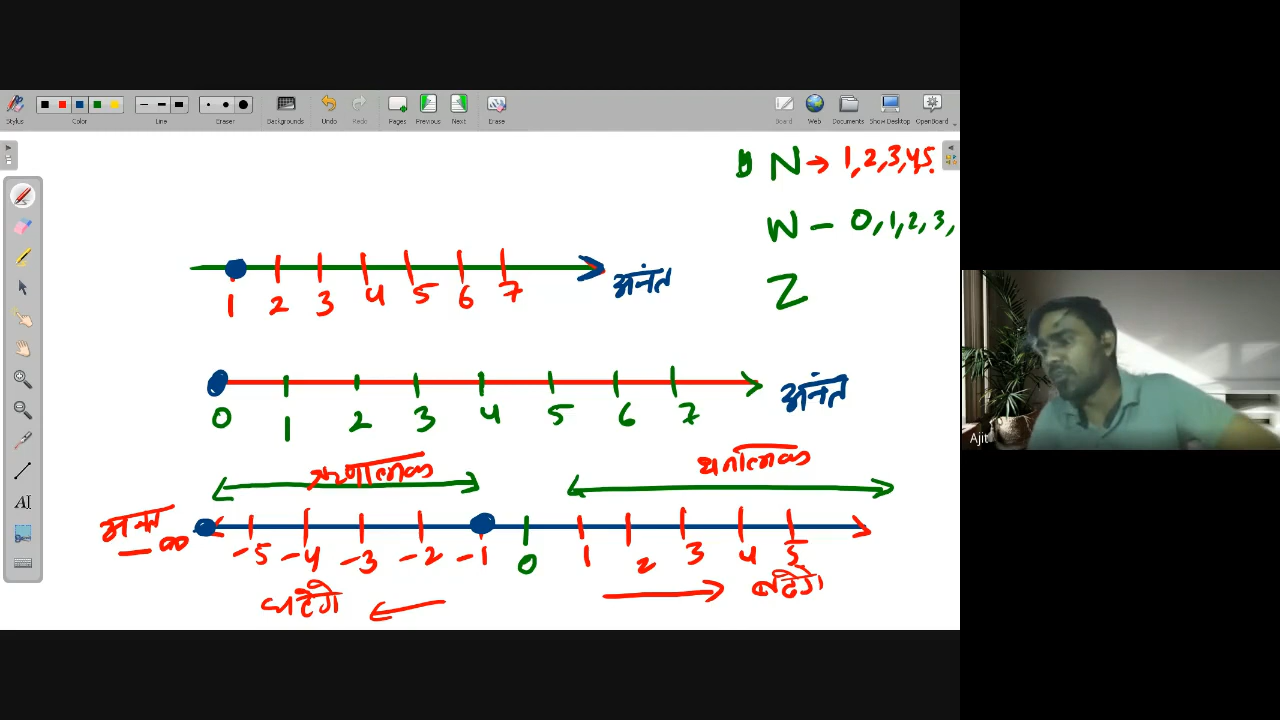 Stylus Color Line Eraser Backgrounds Undo Redo Pages Previous Next Erase Board Web Documents Show Desktop OpenBoard
N → 1,2,3,4,5.
W – 0,1,2,3,
Z
1 2 3 4 5 6 7 अनंत
0 1 2 3 4 5 6 7 अनंत
ऋणात्मक धनात्मक
अनंत
– ∞
-5 -4 -3 -2 -1 0 1 2 3 4 5
घटेंगे ← → बढेंगे
Ajit